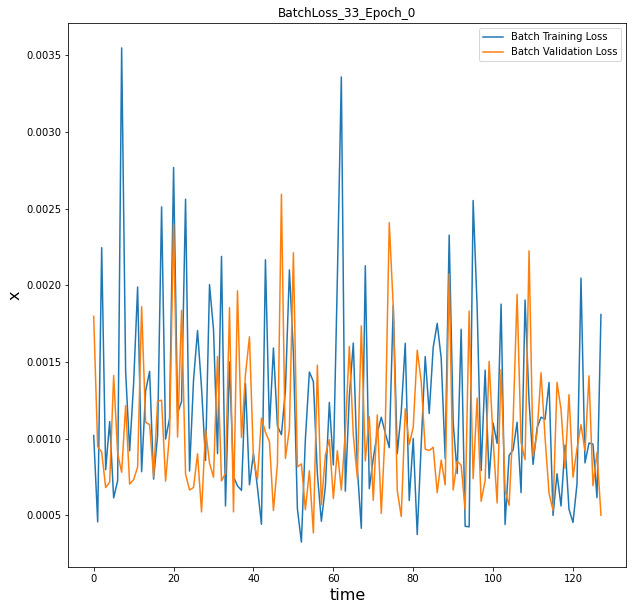 BatchLoss_33_Epoch_0
Batch Training Loss
Batch Validation Loss
0.0035
0.0030
0.0025
0.0020
0.0015
0.0010
0.0005
x
0 20 40 60 80 100 120
time